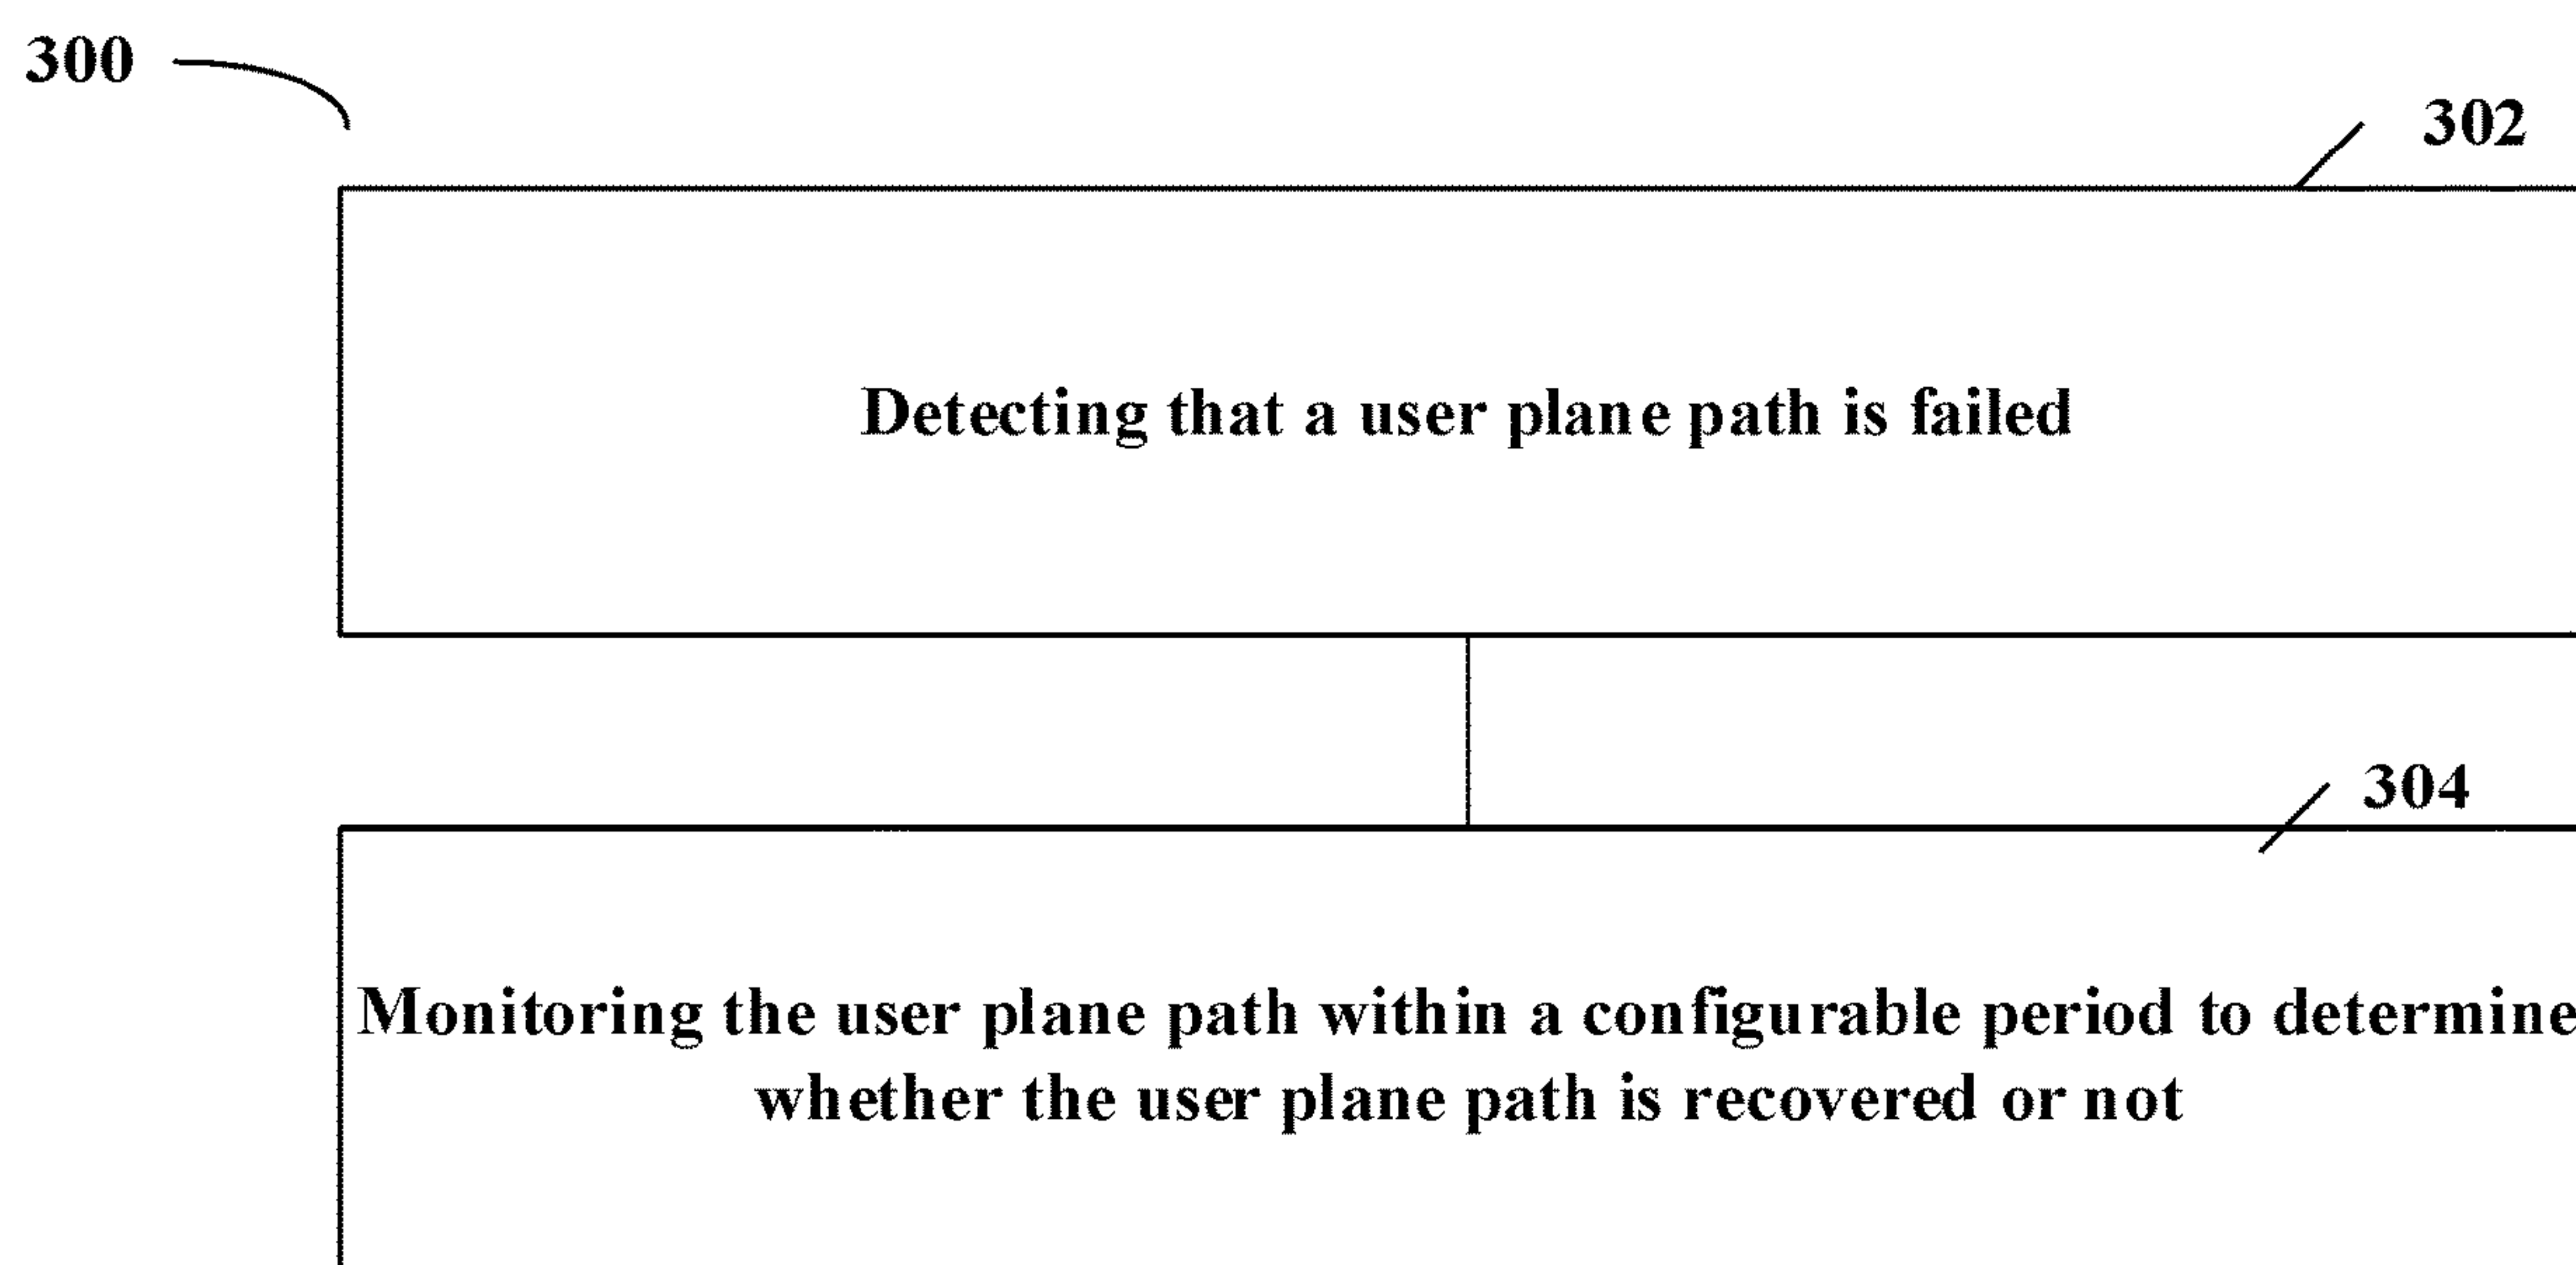 300
302
Detecting that a user plane path is failed
304
Monitoring the user plane path within a configurable period to determine
whether the user plane path is recovered or not